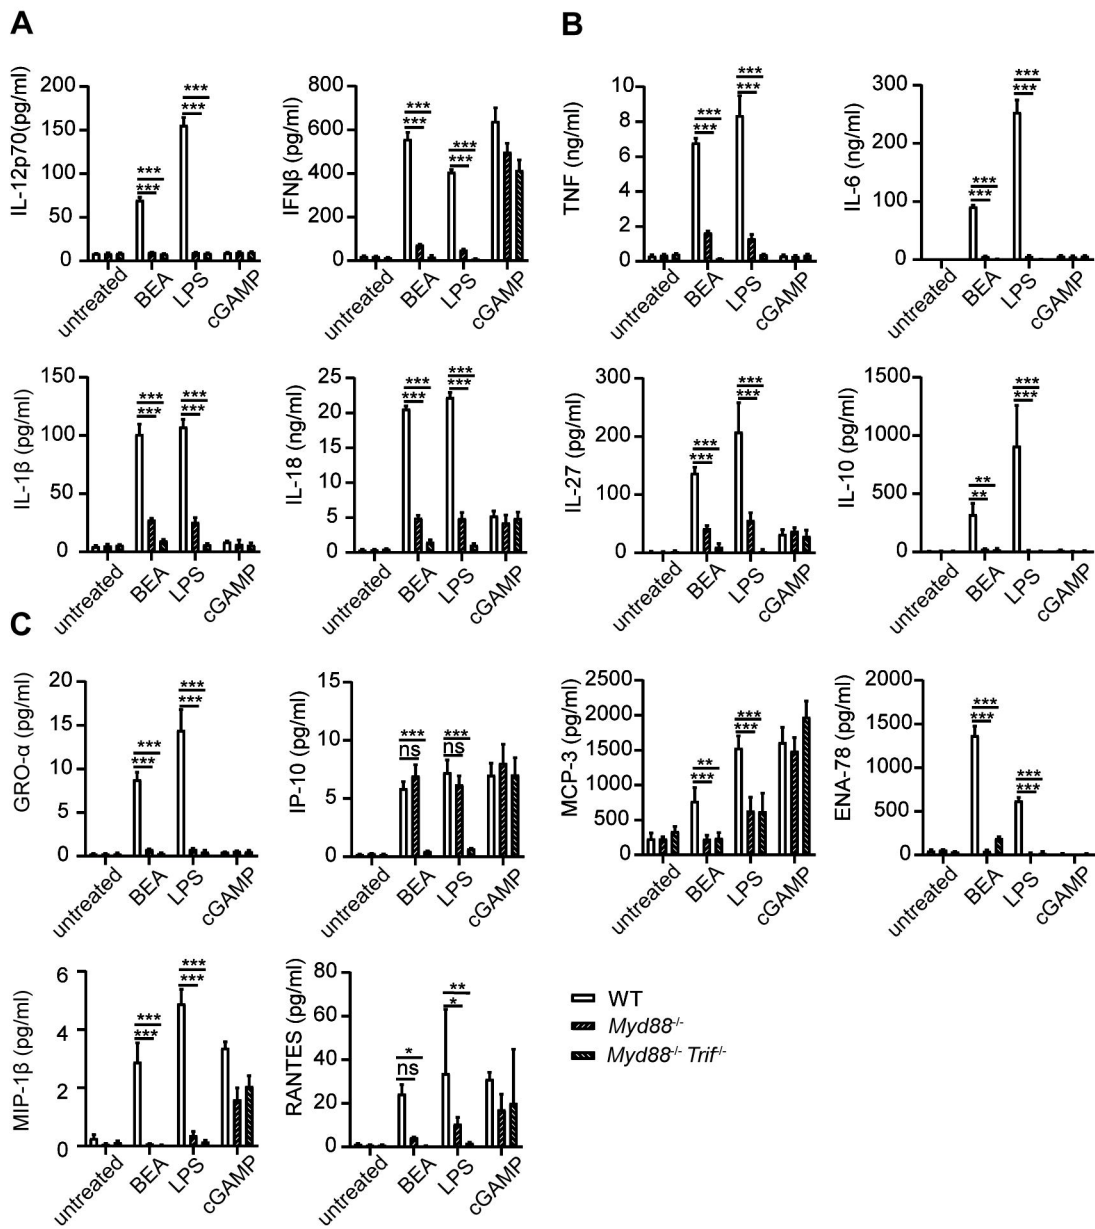 A
B
IL-12p70(pg/ml)
200
150
100
50
0
*** ***
*** ***
untreated BEA LPS cGAMP
IFNβ (pg/ml)
800
600
400
200
0
*** ***
*** ***
untreated BEA LPS cGAMP
TNF (ng/ml)
10
8
6
4
2
0
*** ***
*** ***
untreated BEA LPS cGAMP
IL-6 (ng/ml)
300
200
100
0
*** ***
*** ***
untreated BEA LPS cGAMP
IL-1β (pg/ml)
150
100
50
0
*** ***
*** ***
untreated BEA LPS cGAMP
IL-18 (ng/ml)
25
20
15
10
5
0
*** ***
*** ***
untreated BEA LPS cGAMP
IL-27 (pg/ml)
300
200
100
0
*** ***
*** ***
untreated BEA LPS cGAMP
IL-10 (pg/ml)
1500
1000
500
0
** ***
** ***
untreated BEA LPS cGAMP
C
GRO-α (pg/ml)
20
15
10
5
0
*** ***
*** ***
untreated BEA LPS cGAMP
IP-10 (pg/ml)
15
10
5
0
*** ***
ns ns
untreated BEA LPS cGAMP
MCP-3 (pg/ml)
2500
2000
1500
1000
500
0
** ***
*** ***
untreated BEA LPS cGAMP
ENA-78 (pg/ml)
2000
1500
1000
500
0
*** ***
*** ***
untreated BEA LPS cGAMP
MIP-1β (pg/ml)
6
4
2
0
*** ***
*** ***
untreated BEA LPS cGAMP
RANTES (pg/ml)
80
60
40
20
0
* **
ns *
untreated BEA LPS cGAMP
WT
Myd88-/-
Myd88-/- Trif-/-